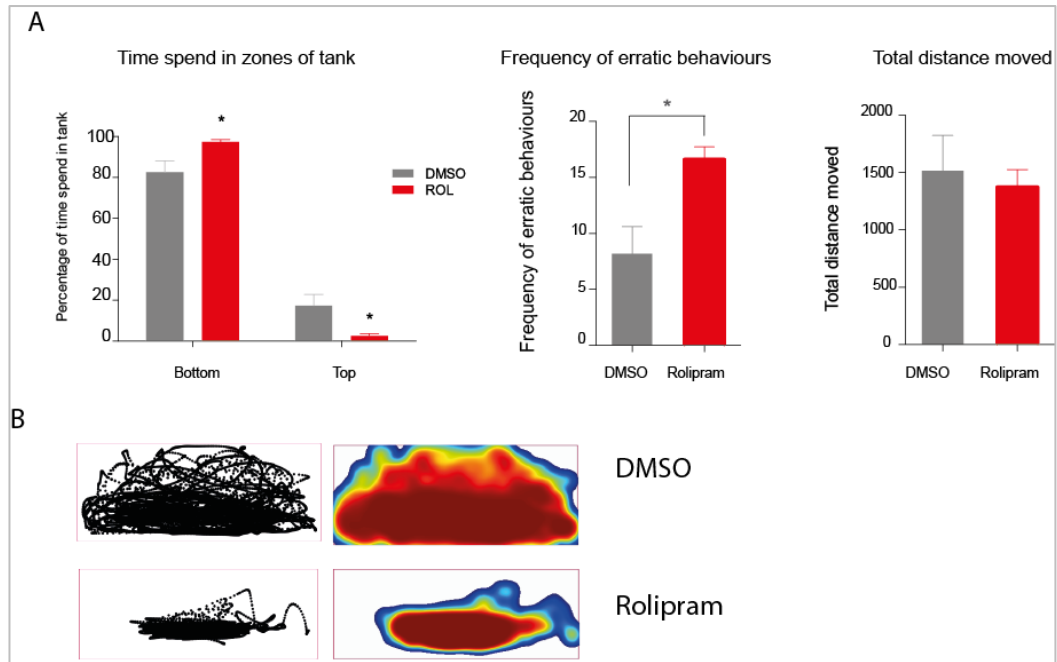 A
Time spend in zones of tank
Percentage of time spend in tank
100
80
60
40
20
0
*
*
Bottom
Top
DMSO
ROL
Frequency of erratic behaviours
Frequency of erratic behaviours
20
15
10
5
0
*
DMSO
Rolipram
Total distance moved
Total distance moved
2000
1500
1000
500
0
DMSO
Rolipram
B
DMSO
Rolipram